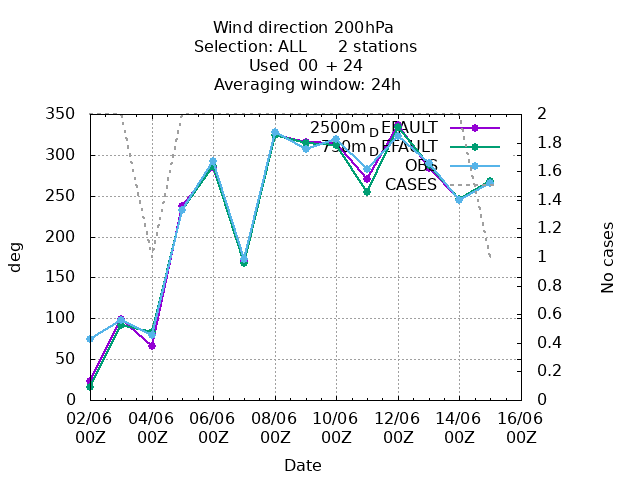 Wind direction 200hPa
Selection: ALL 2 stations
Used 00 + 24
Averaging window: 24h
350
300
250
200
150
100
50
0
deg
2500m_DEFAULT
750m_DEFAULT
OBS
CASES
2
1.8
1.6
1.4
1.2
1
0.8
0.6
0.4
0.2
0
No cases
02/06 04/06 06/06 08/06 10/06 12/06 14/06 16/06
00Z 00Z 00Z 00Z 00Z 00Z 00Z 00Z
Date